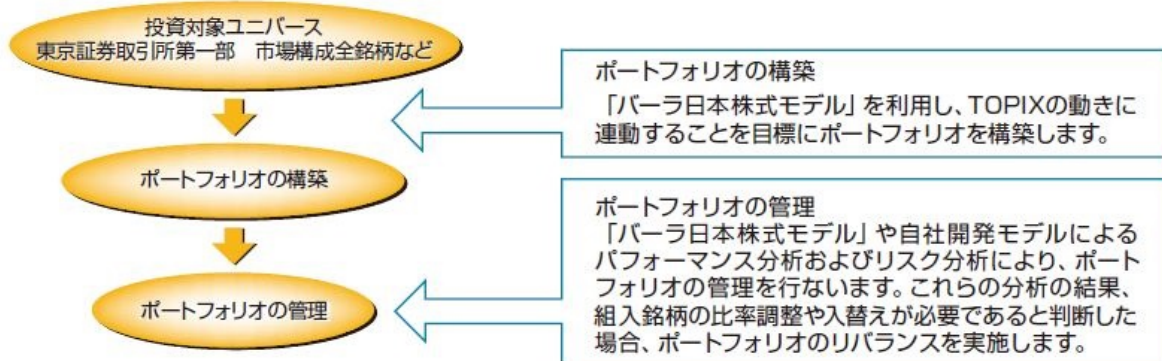 投資対象ユニバース
東京証券取引所第一部　市場構成全銘柄など
ポートフォリオの構築
「バーラ日本株式モデル」を利用し、TOPIXの動きに
連動することを目標にポートフォリオを構築します。
ポートフォリオの構築
ポートフォリオの管理
「バーラ日本株式モデル」や自社開発モデルによる
パフォーマンス分析およびリスク分析により、ポート
フォリオの管理を行ないます。これらの分析の結果、
組入銘柄の比率調整や入替えが必要であると判断した
場合、ポートフォリオのリバランスを実施します。
ポートフォリオの管理